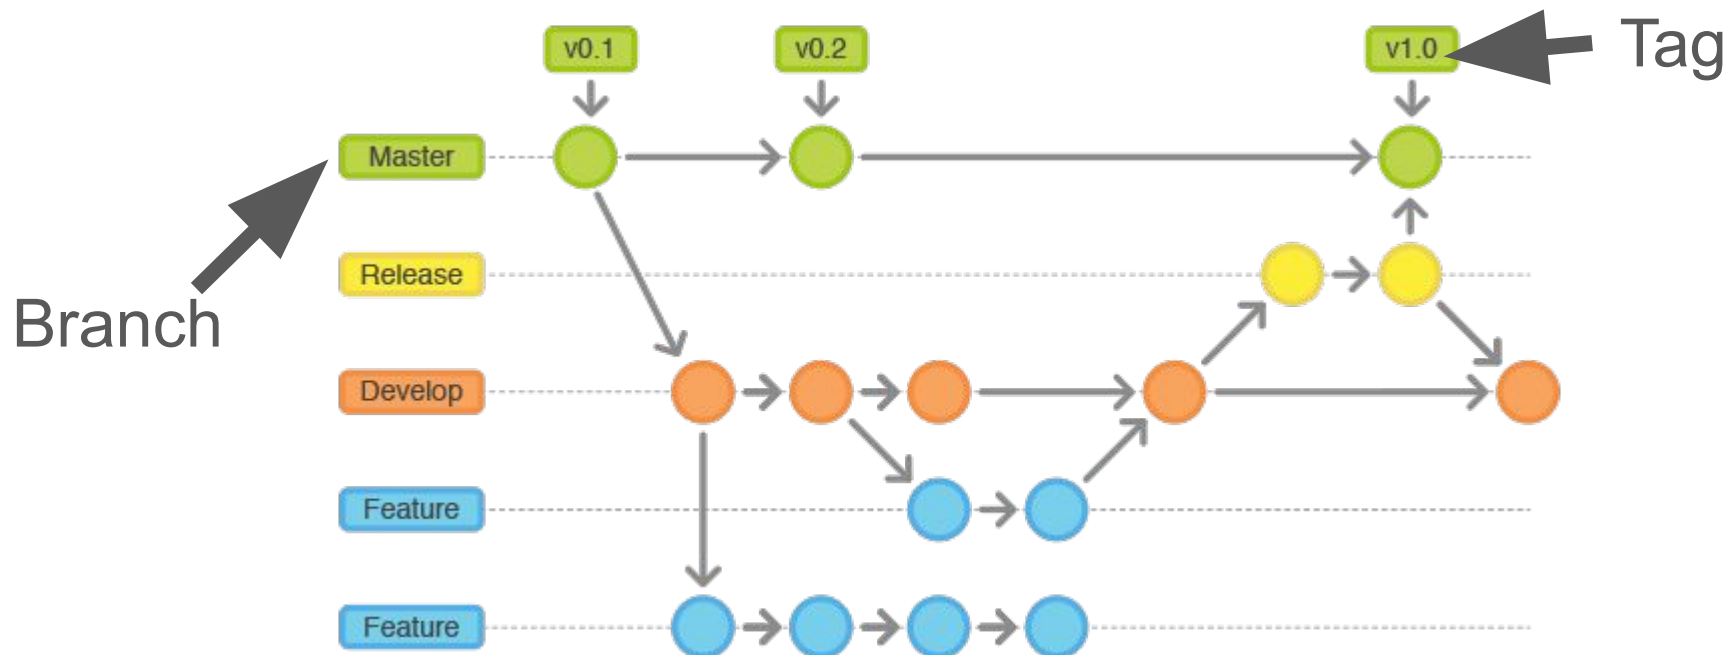 v0.1
v0.2
v1.0
Tag
Master
Release
Branch
Develop
Feature
Feature